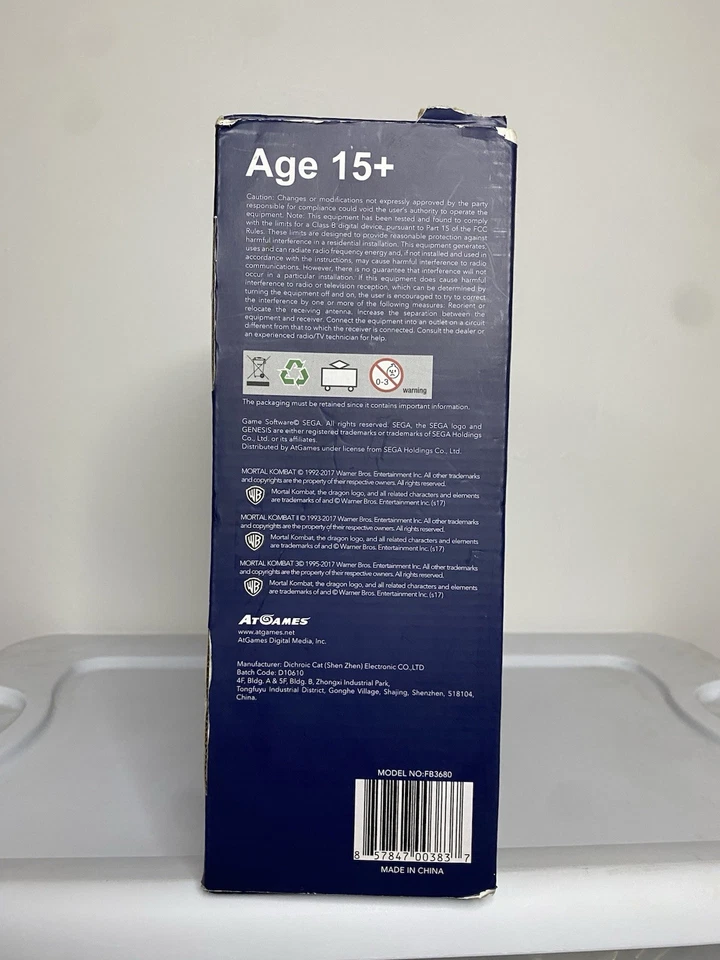 Age 15+
Caution: Changes or modifications not expressly approved by the party
responsible for compliance could void the user's authority to operate the
equipment. Note: This equipment has been tested and found to comply
with the limits for a Class B digital device, pursuant to Part 15 of the FCC
Rules. These limits are designed to provide reasonable protection against
harmful interference in a residential installation. This equipment generates,
uses and can radiate radio frequency energy and, if not installed and used in
accordance with the instructions, may cause harmful interference to radio
communications. However, there is no guarantee that interference will not
occur in a particular installation. If this equipment does cause harmful
interference to radio or television reception, which can be determined by
turning the equipment off and on, the user is encouraged to try to correct
the interference by one or more of the following measures: Reorient or
relocate the receiving antenna. Increase the separation between the
equipment and receiver. Connect the equipment into an outlet on a circuit
different from that to which the receiver is connected. Consult the dealer or
an experienced radio/TV technician for help.
0-3
warning
The packaging must be retained since it contains important information.
Game Software© SEGA. All rights reserved. SEGA, the SEGA logo and
GENESIS are either registered trademarks or trademarks of SEGA Holdings
Co., Ltd. or its affiliates.
Distributed by AtGames under license from SEGA Holdings Co., Ltd.
MORTAL KOMBAT © 1992-2017 Warner Bros. Entertainment Inc. All other trademarks
and copyrights are the property of their respective owners. All rights reserved.
WB
Mortal Kombat, the dragon logo, and all related characters and elements
are trademarks of and © Warner Bros. Entertainment Inc. (s17)
MORTAL KOMBAT II © 1993-2017 Warner Bros. Entertainment Inc. All other trademarks
and copyrights are the property of their respective owners. All rights reserved.
WB
Mortal Kombat, the dragon logo, and all related characters and elements
are trademarks of and © Warner Bros. Entertainment Inc. (s17)
MORTAL KOMBAT 3© 1995-2017 Warner Bros. Entertainment Inc. All other trademarks
and copyrights are the property of their respective owners. All rights reserved.
WB
Mortal Kombat, the dragon logo, and all related characters and elements
are trademarks of and © Warner Bros. Entertainment Inc. (s17)
ATGAMES
www.atgames.net
AtGames Digital Media, Inc.
Manufacturer: Dichroic Cat (Shen Zhen) Electronic CO.,LTD
Batch Code: D10610
4F, Bldg. A & 5F, Bldg. B, Zhongxi Industrial Park,
Tongfuyu Industrial District, Gonghe Village, Shajing, Shenzhen, 518104,
China.
MODEL NO:FB3680
8 57847 00383 7
MADE IN CHINA